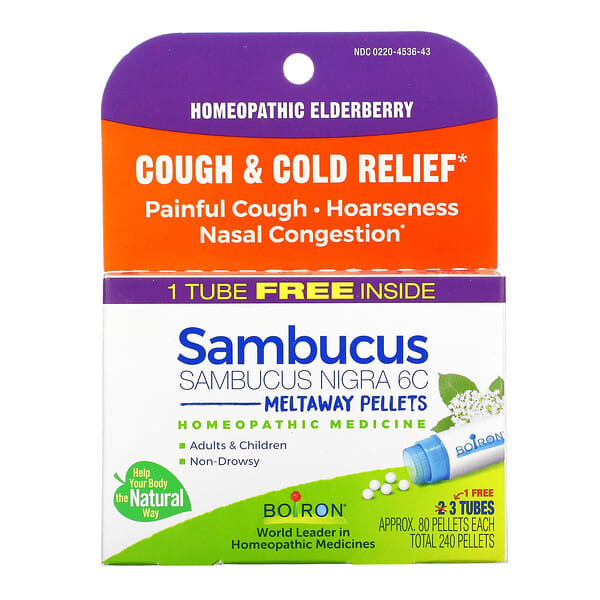 NDC 0220-4536-43
HOMEOPATHIC ELDERBERRY
COUGH & COLD RELIEF*
Painful Cough • Hoarseness
Nasal Congestion*
1 TUBE FREE INSIDE
Sambucus
SAMBUCUS NIGRA 6C
MELTAWAY PELLETS
HOMEOPATHIC MEDICINE
Adults & Children
Non-Drowsy
Help
Your Body
the Natural
Way
BOIRON
BOIRON®
World Leader in
Homeopathic Medicines
1 FREE
2 3 TUBES
APPROX. 80 PELLETS EACH
TOTAL 240 PELLETS